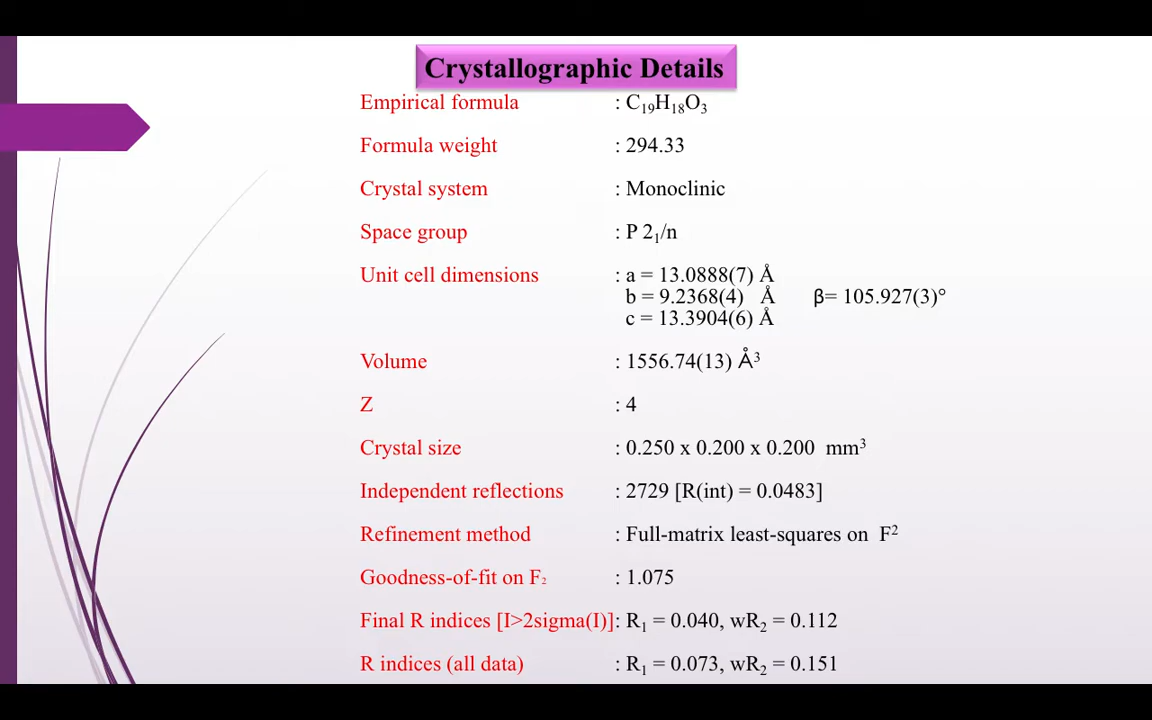 Crystallographic Details
Empirical formula : C₁₉H₁₈O₃
Formula weight : 294.33
Crystal system : Monoclinic
Space group : P 2₁/n
Unit cell dimensions : a = 13.0888(7) Å
b = 9.2368(4) Å β= 105.927(3)°
c = 13.3904(6) Å
Volume : 1556.74(13) Å³
Z : 4
Crystal size : 0.250 x 0.200 x 0.200 mm³
Independent reflections : 2729 [R(int) = 0.0483]
Refinement method : Full-matrix least-squares on F²
Goodness-of-fit on F₂ : 1.075
Final R indices [I>2sigma(I)]: R₁ = 0.040, wR₂ = 0.112
R indices (all data) : R₁ = 0.073, wR₂ = 0.151